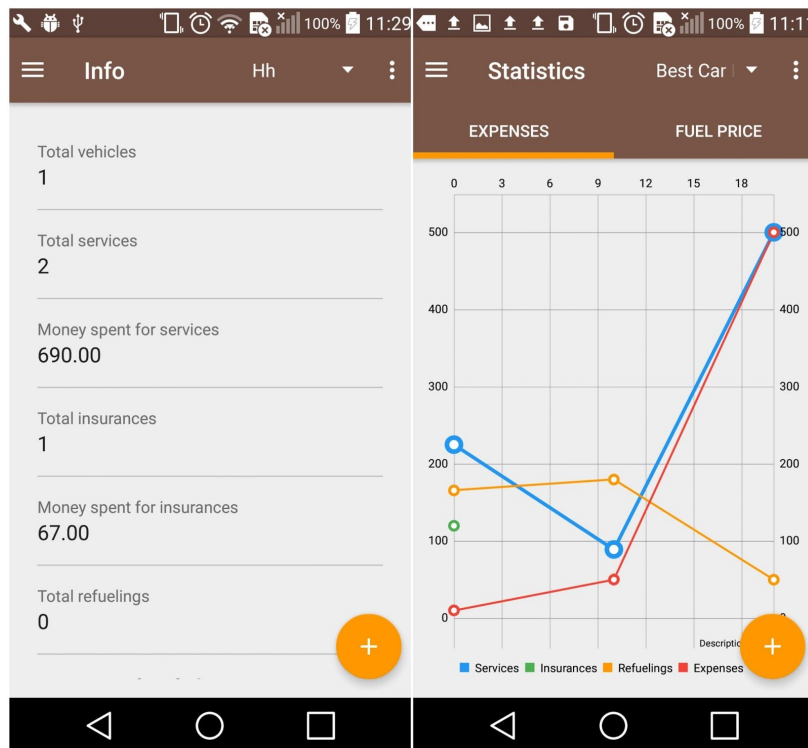 100% 11:29
Info Hh
Total vehicles
1
Total services
2
Money spent for services
690.00
Total insurances
1
Money spent for insurances
67.00
Total refuelings
0
+
100% 11:11
Statistics Best Car
EXPENSES FUEL PRICE
0 3 6 9 12 15 18
500 500
400 400
300 300
200 200
100 100
0
Services Insurances Refuelings Expenses
+